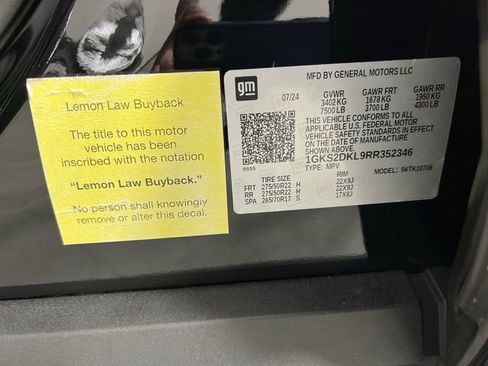 Lemon Law Buyback
The title to this motor
vehicle has been
inscribed with the notation
"Lemon Law Buyback."
No person shall knowingly
remove or alter this decal.
gm
MFD BY GENERAL MOTORS LLC
07/24 GVWR GAWR FRT GAWR RR
3402 KG 1678 KG 1950 KG
7500 LB 3700 LB 4300 LB
THIS VEHICLE CONFORMS TO ALL
APPLICABLE U.S. FEDERAL MOTOR
VEHICLE SAFETY STANDARDS IN EFFECT
ON THE DATE OF MANUFACTURE
SHOWN ABOVE.
1GKS2DKL9RR352346
TYPE: MPV MODEL: 96TK10706
TIRE SIZE RIM
FRT 275/50R22 H 22X9J
RR 275/50R22 H 22X9J
SPA 265/70R17 S 17X8J